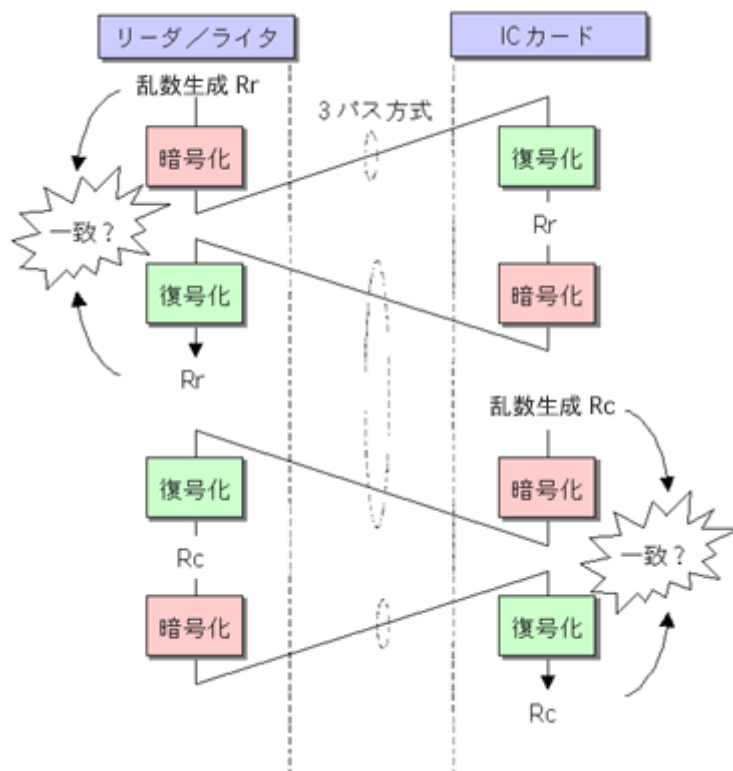 リーダ／ライタ
ICカード
乱数生成 Rr
3パス方式
暗号化
復号化
一致？
Rr
復号化
暗号化
Rr
乱数生成 Rc
復号化
暗号化
Rc
一致？
暗号化
復号化
Rc